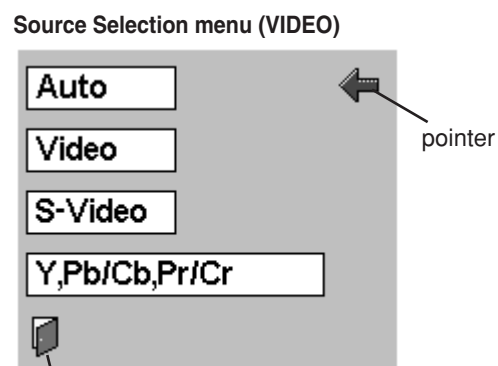 Source Selection menu (VIDEO)
Auto
pointer
Video
S-Video
Y,Pb/Cb,Pr/Cr